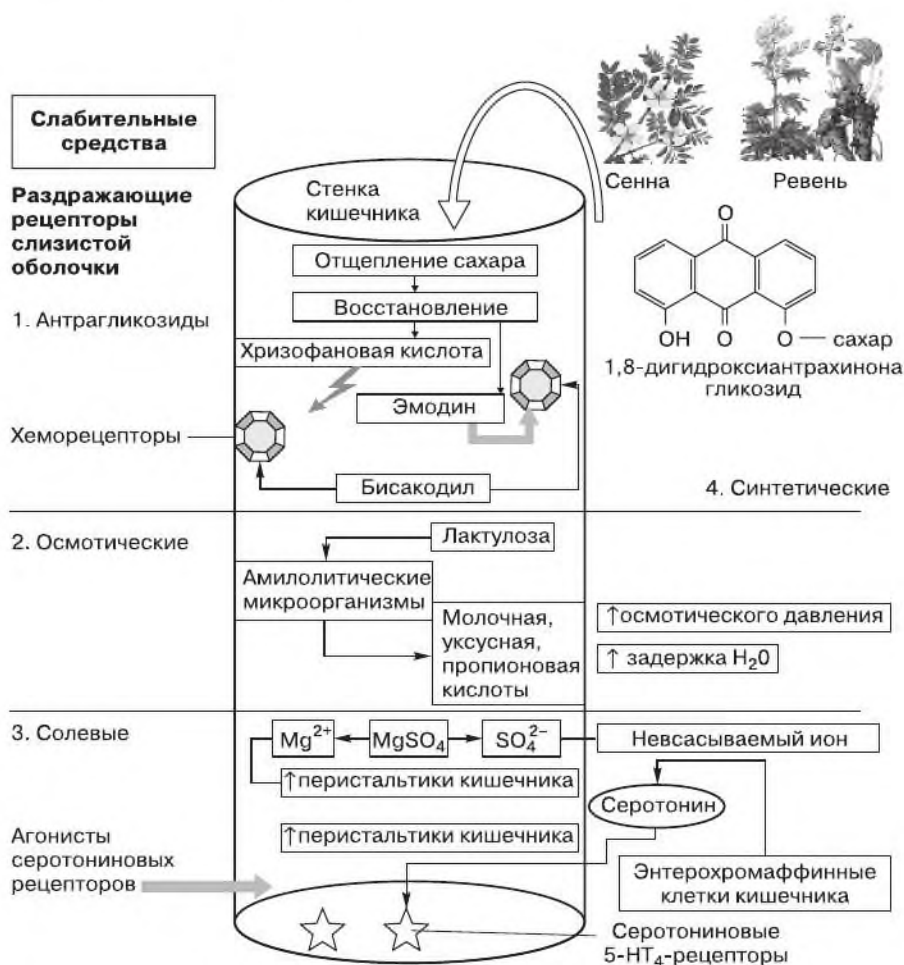 Слабительные
средства
Раздражающие
рецепторы
слизистой
оболочки
Стенка
кишечника
Сенна
Ревень
Отщепление сахара
Восстановление
1. Антрагликозиды
Хризофановая кислота
Эмодин
O
OH
O
O — сахар
1,8-дигидроксиантрахинона
гликозид
Хеморецепторы
Бисакодил
4. Синтетические
2. Осмотические
Лактулоза
Амилолитические
микроорганизмы
Молочная,
уксусная,
пропионовая
кислоты
↑осмотического давления
↑ задержка H₂0
3. Солевые
Mg²⁺
MgSO₄
SO₄²⁻
Невсасываемый ион
↑перистальтики кишечника
Серотонин
↑перистальтики кишечника
Агонисты
серотониновых
рецепторов
Энтерохромаффинные
клетки кишечника
Серотониновые
5-HT₄-рецепторы